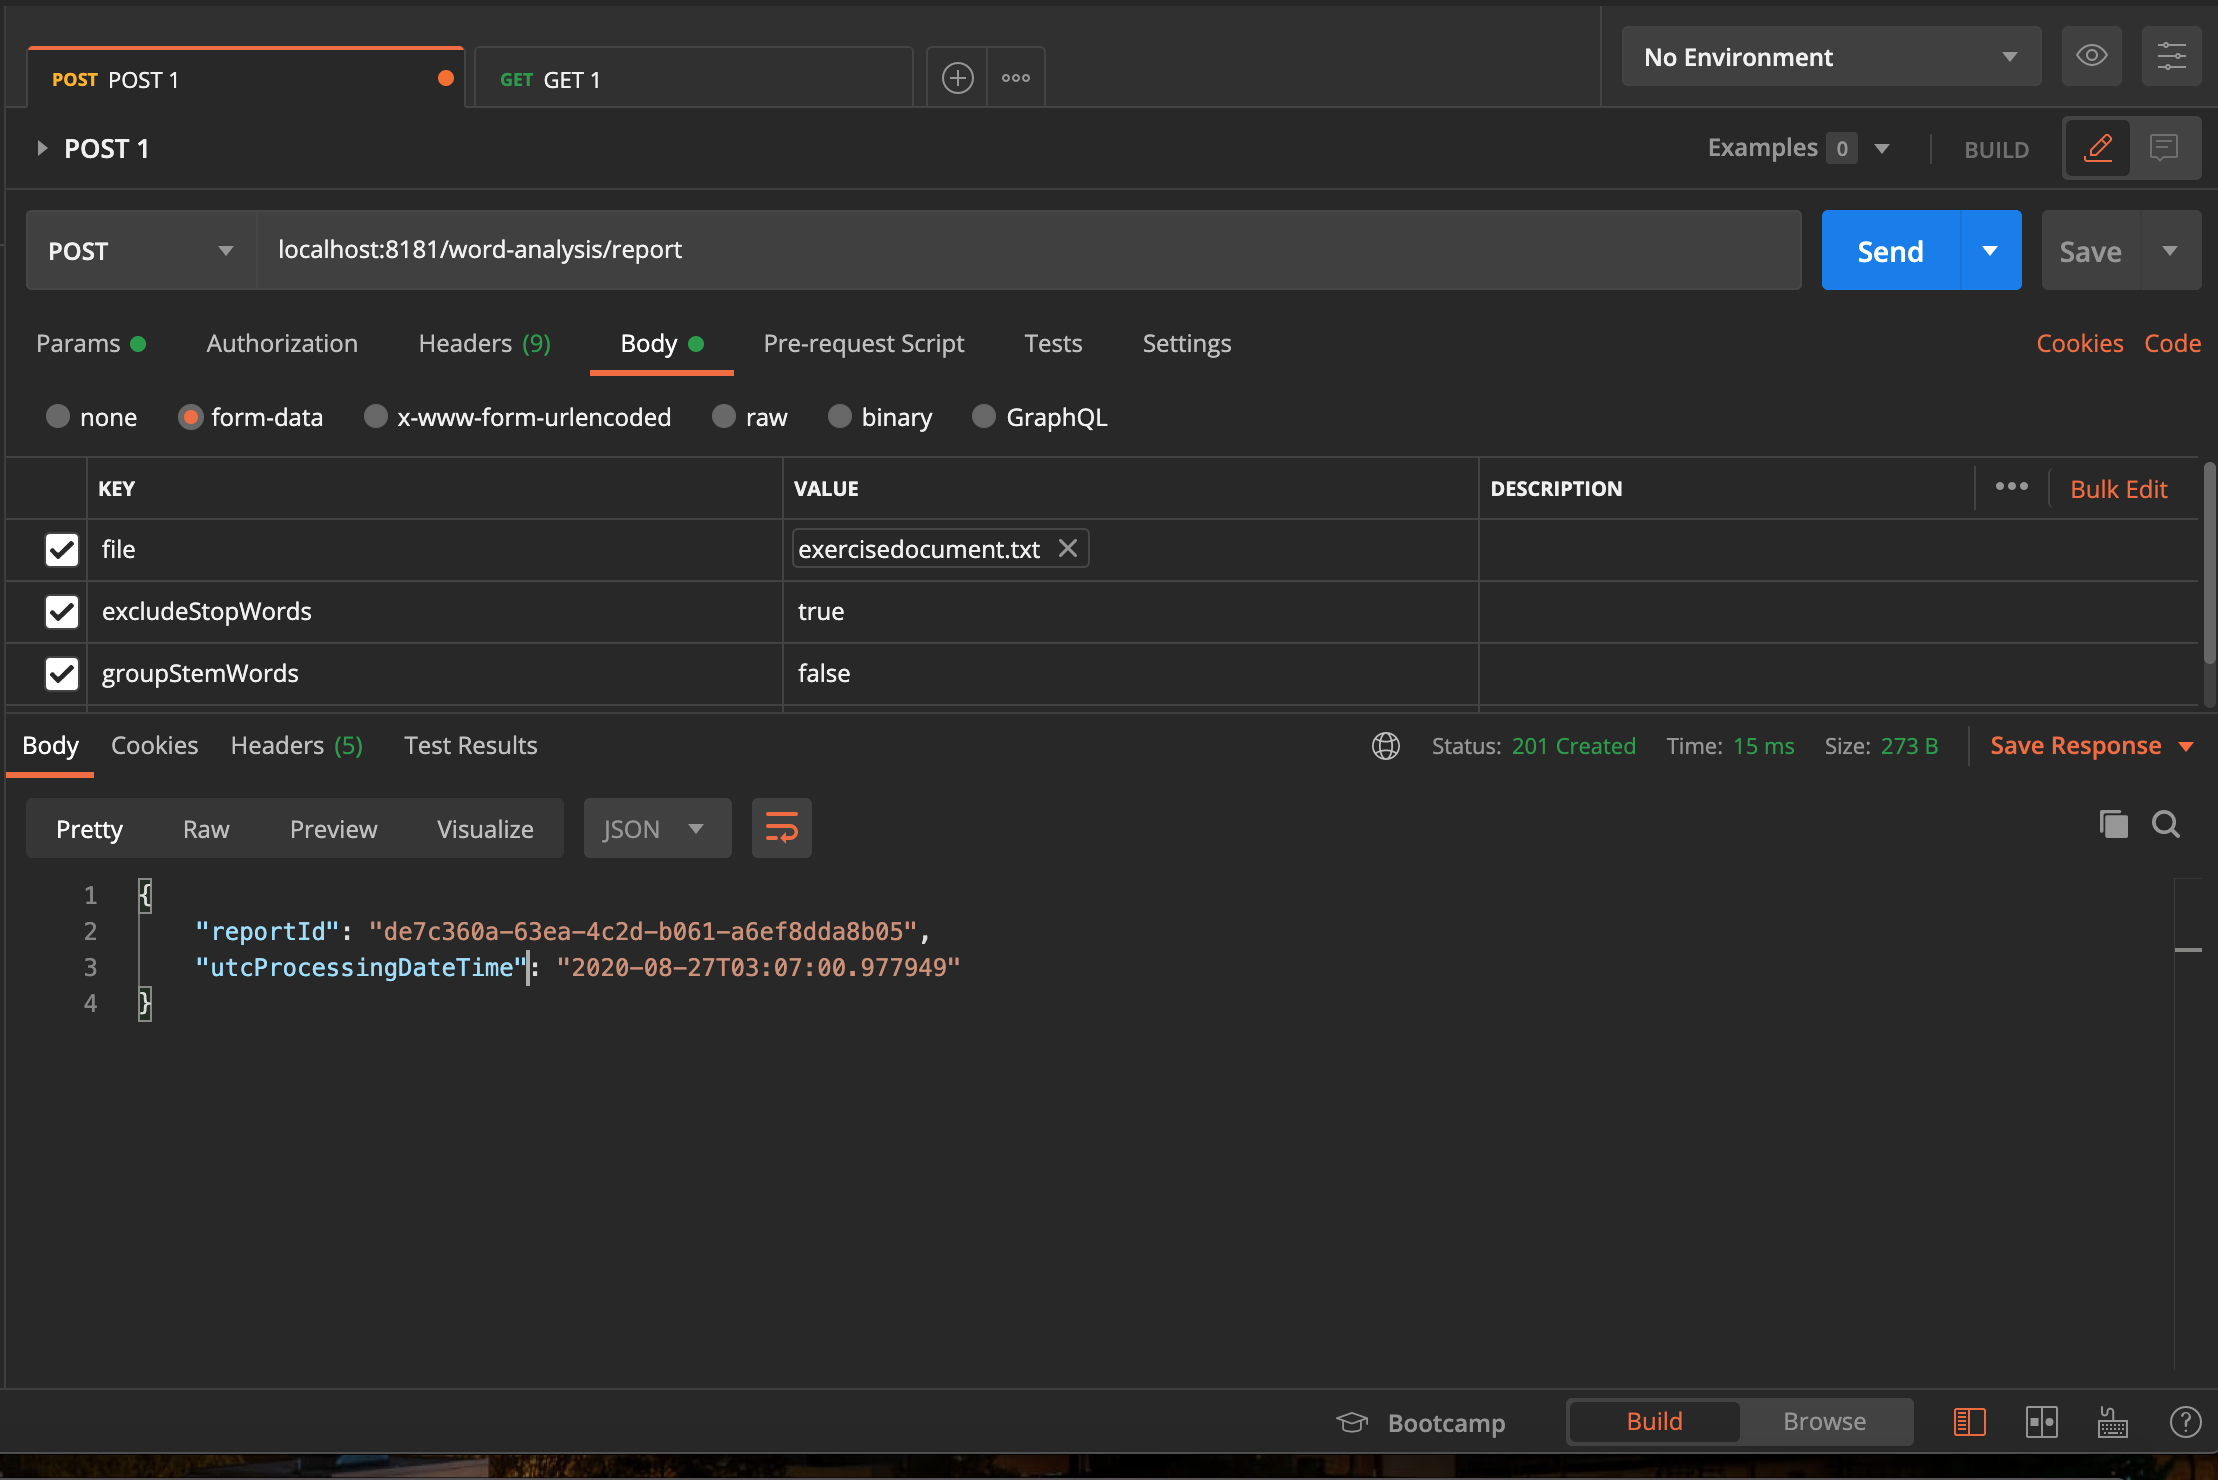 POST POST 1 GET GET 1 No Environment
POST 1 Examples 0 BUILD
POST localhost:8181/word-analysis/report Send Save
Params Authorization Headers (9) Body Pre-request Script Tests Settings Cookies Code
none form-data x-www-form-urlencoded raw binary GraphQL
KEY VALUE DESCRIPTION Bulk Edit
file exercisedocument.txt
excludeStopWords true
groupStemWords false
Body Cookies Headers (5) Test Results Status: 201 Created Time: 15 ms Size: 273 B Save Response
Pretty Raw Preview Visualize JSON
1 {
2 "reportId": "de7c360a-63ea-4c2d-b061-a6ef8dda8b05",
3 "utcProcessingDateTime": "2020-08-27T03:07:00.977949"
4 }
Bootcamp Build Browse